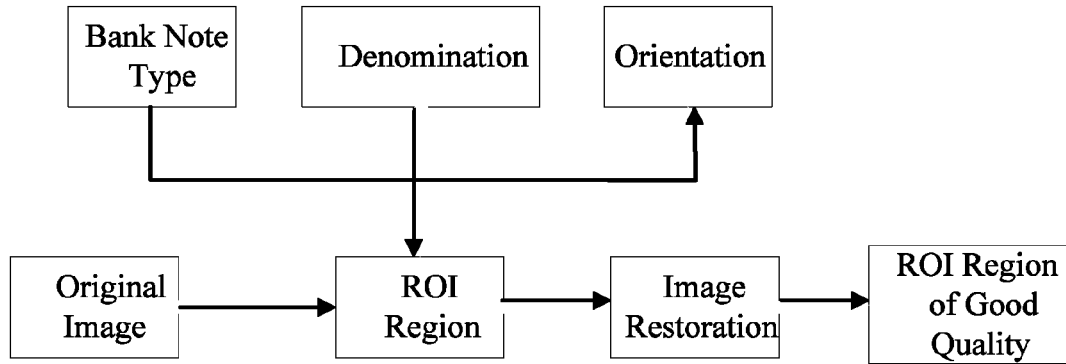 Bank Note
Type
Denomination
Orientation
Original
Image
ROI
Region
Image
Restoration
ROI Region
of Good
Quality